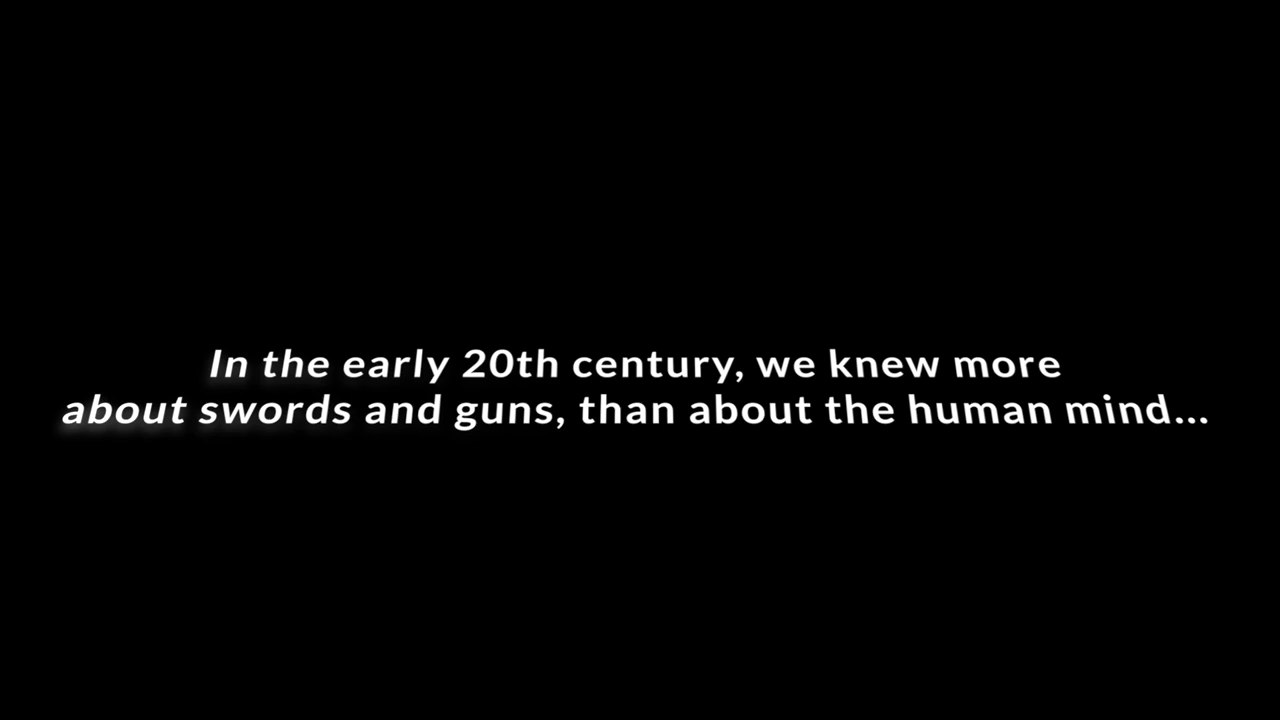 In the early 20th century, we knew more
about swords and guns, than about the human mind...